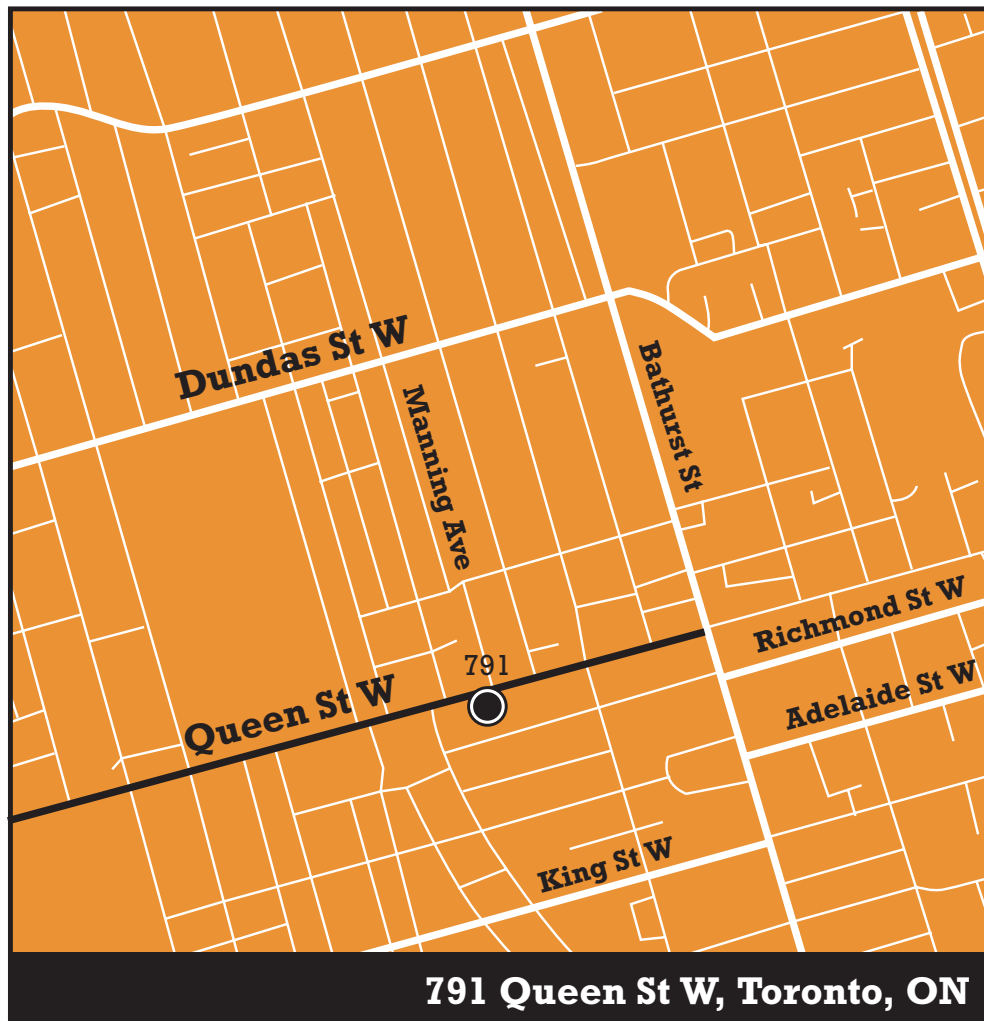 Dundas St W
Manning Ave
Bathurst St
Richmond St W
791
Queen St W
Adelaide St W
King St W
791 Queen St W, Toronto, ON